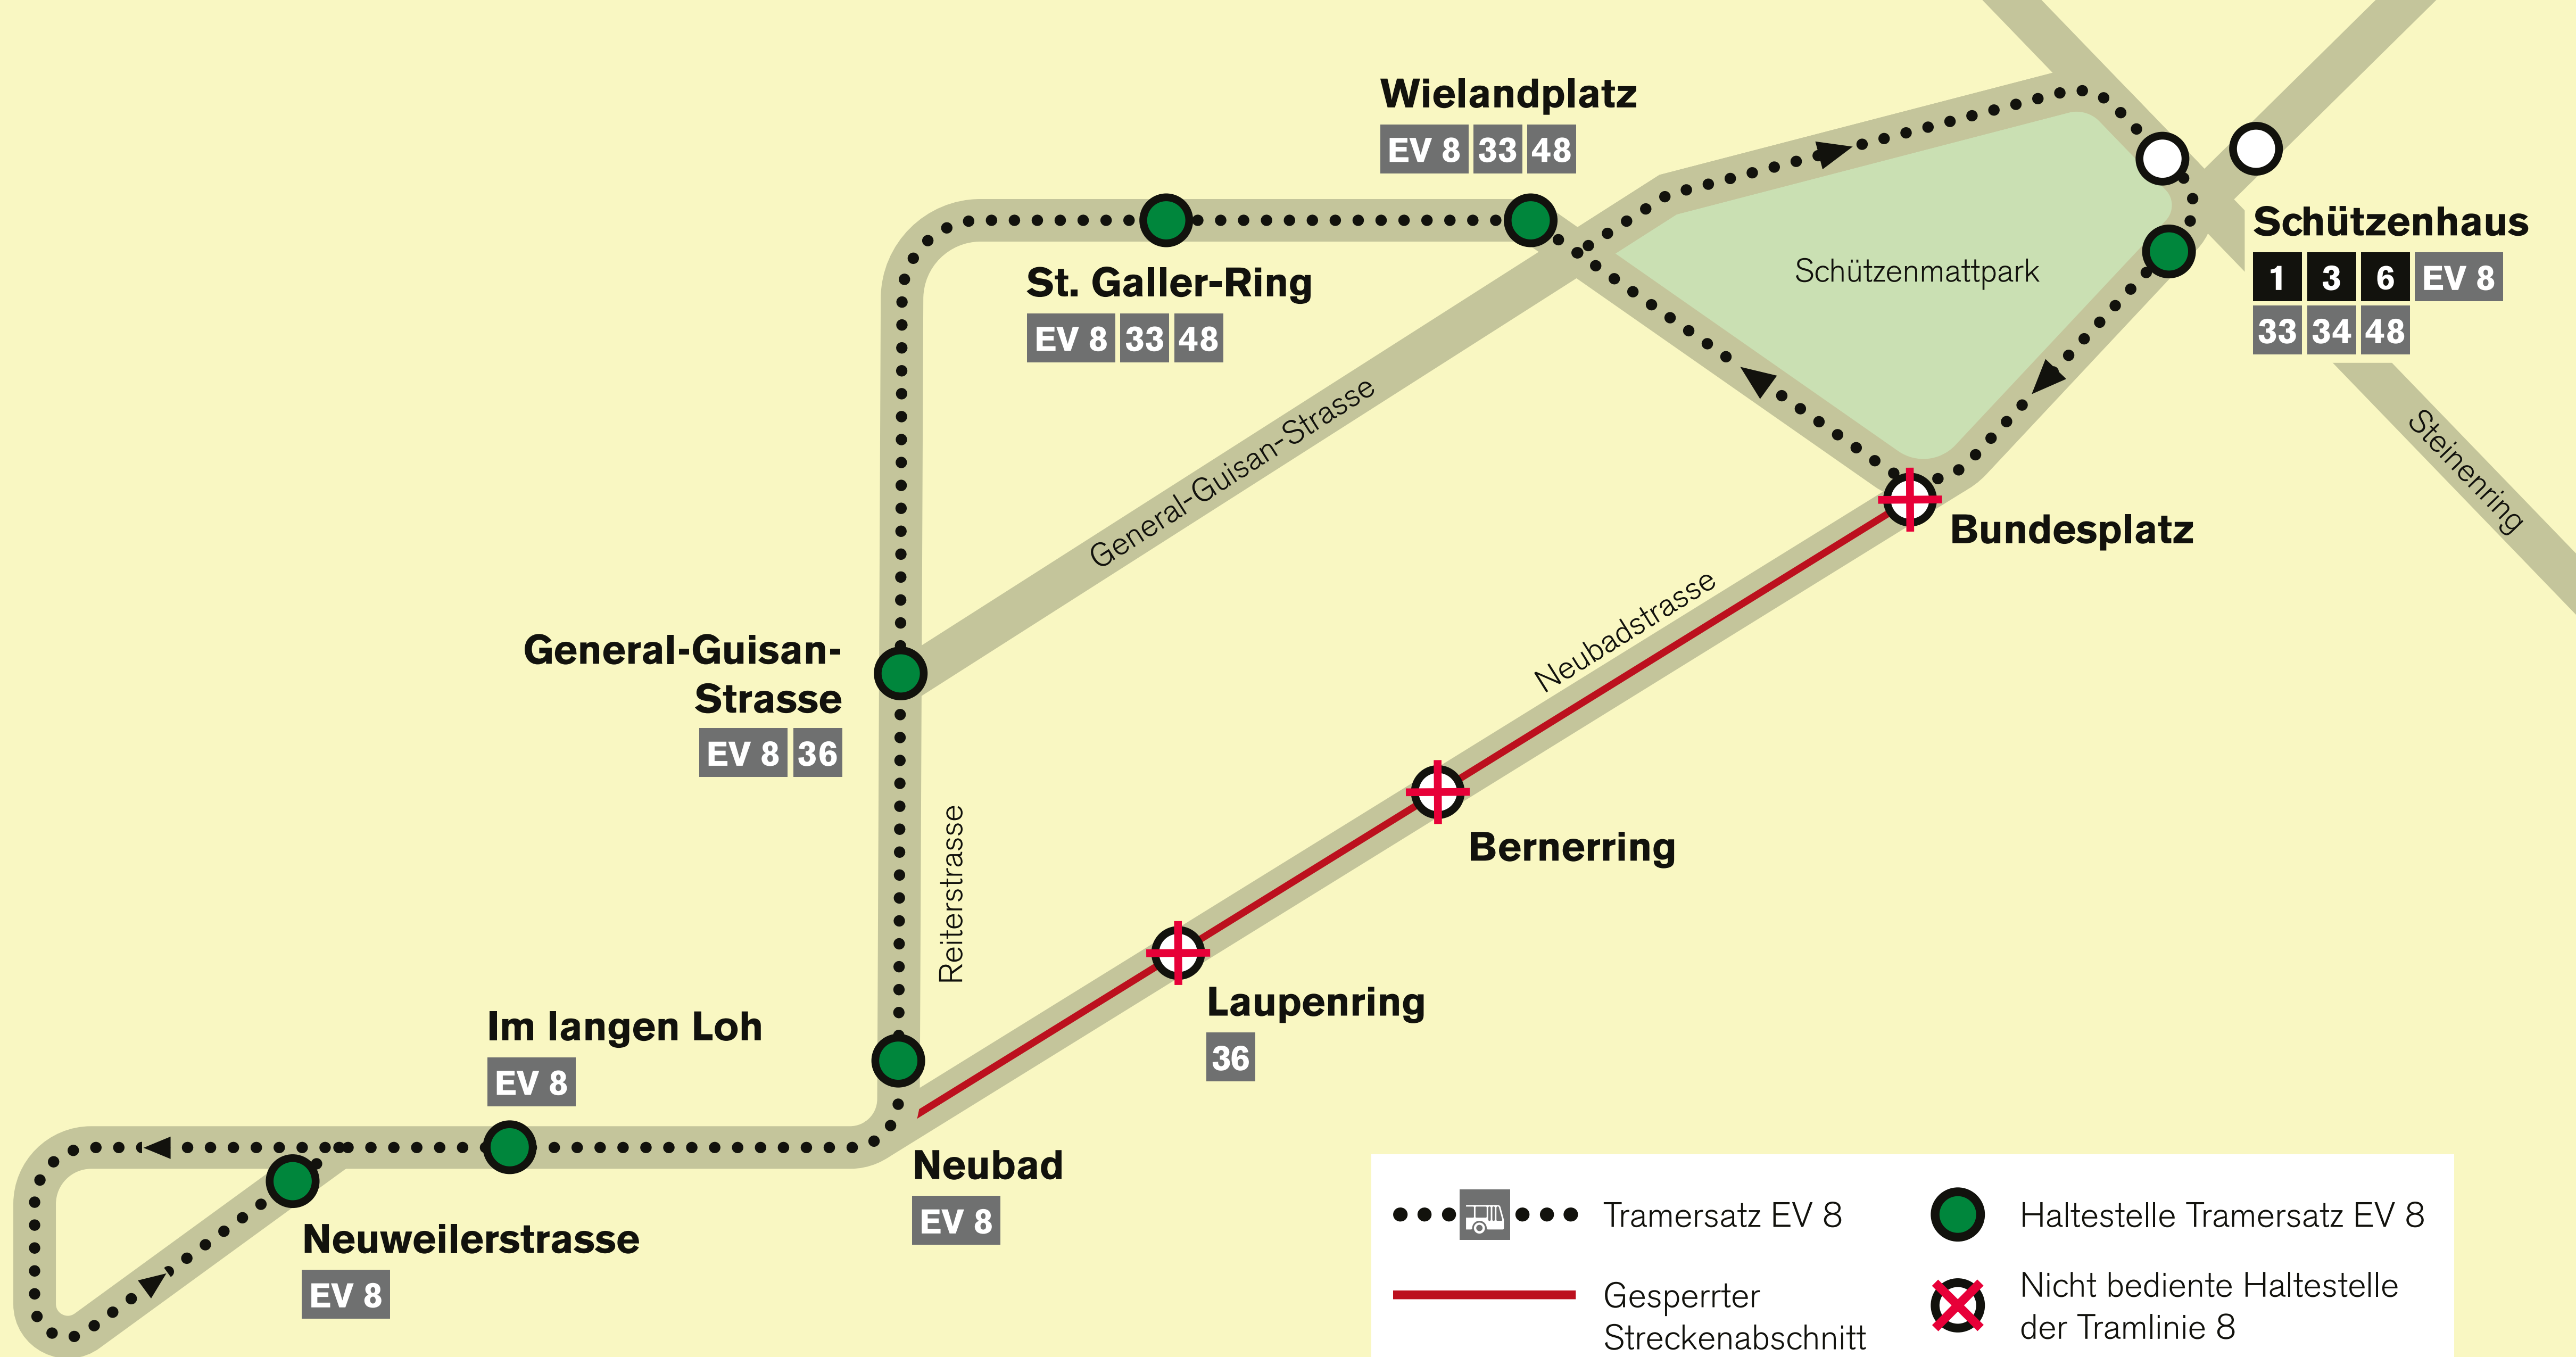 Wielandplatz
EV 8 33 48
Schützenhaus
1 3 6 EV 8
33 34 48
St. Galler-Ring
EV 8 33 48
Schützenmattpark
General-Guisan-Strasse
Steinenring
Bundesplatz
General-Guisan-
Strasse
EV 8 36
Neubadstrasse
Bernerring
Reiterstrasse
Laupenring
36
Im langen Loh
EV 8
Neubad
EV 8
Neuweilerstrasse
EV 8
Tramersatz EV 8
Haltestelle Tramersatz EV 8
Gesperrter
Streckenabschnitt
Nicht bediente Haltestelle
der Tramlinie 8